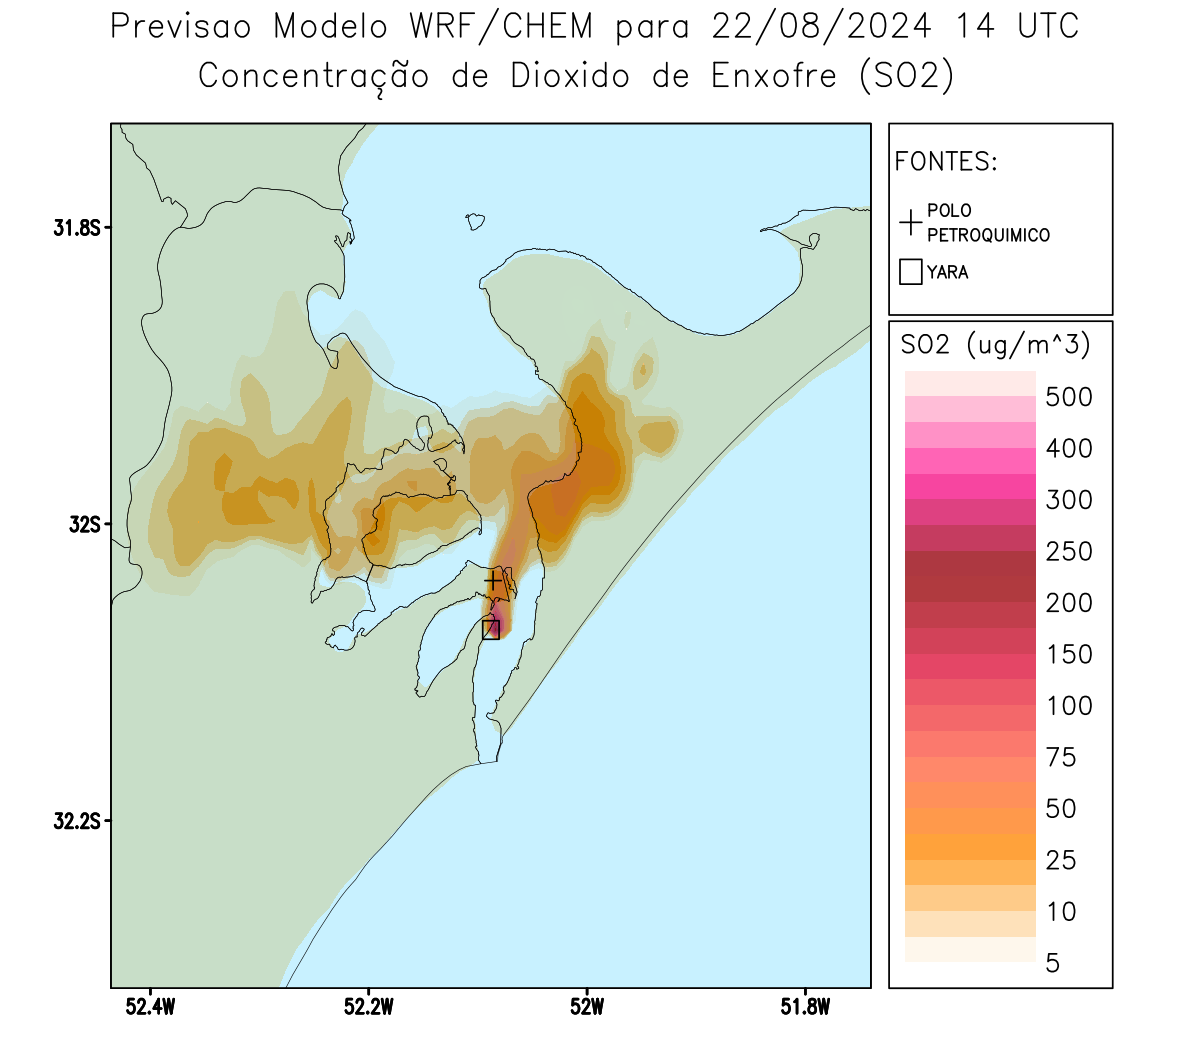 Previsao Modelo WRF/CHEM para 22/08/2024 14 UTC
Concentração de Dioxido de Enxofre (SO2)
FONTES:
POLO
PETROQUIMICO
YARA
SO2 (ug/m^3)
500
400
300
250
200
150
100
75
50
25
10
5
31.8S
32S
32.2S
52.4W
52.2W
52W
51.8W